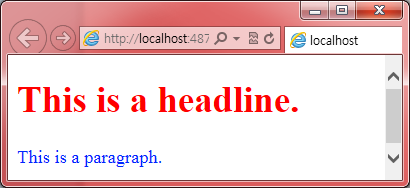 http://localhost:487
localhost
This is a headline.
This is a paragraph.